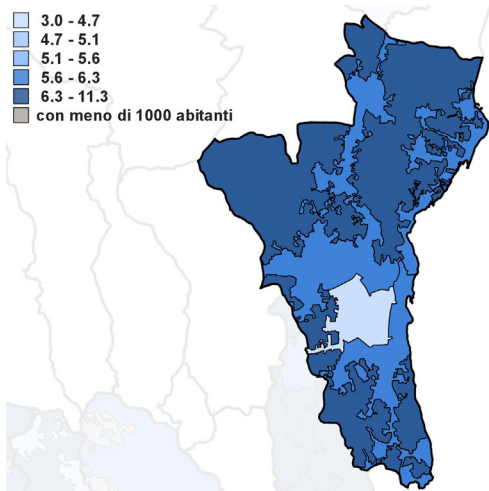 3.0 - 4.7
4.7 - 5.1
5.1 - 5.6
5.6 - 6.3
6.3 - 11.3
con meno di 1000 abitanti